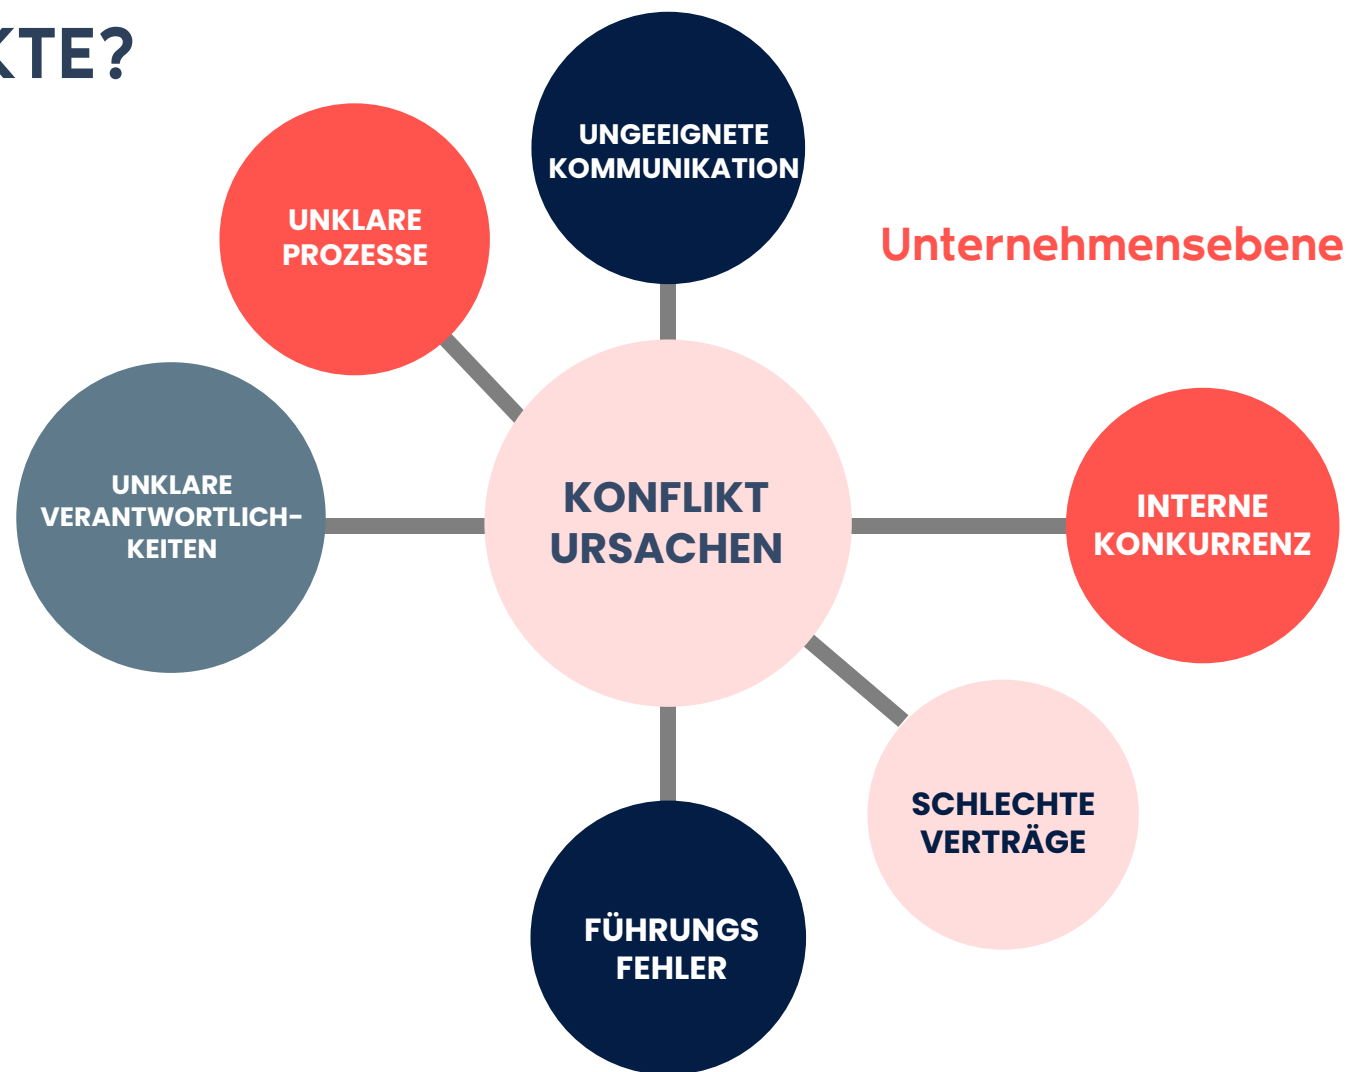 KTE?
UNGEEIGNETE
KOMMUNIKATION
UNKLARE
PROZESSE
Unternehmensebene
UNKLARE
VERANTWORTLICH-
KEITEN
KONFLIKT
URSACHEN
INTERNE
KONKURRENZ
SCHLECHTE
VERTRÄGE
FÜHRUNGS
FEHLER